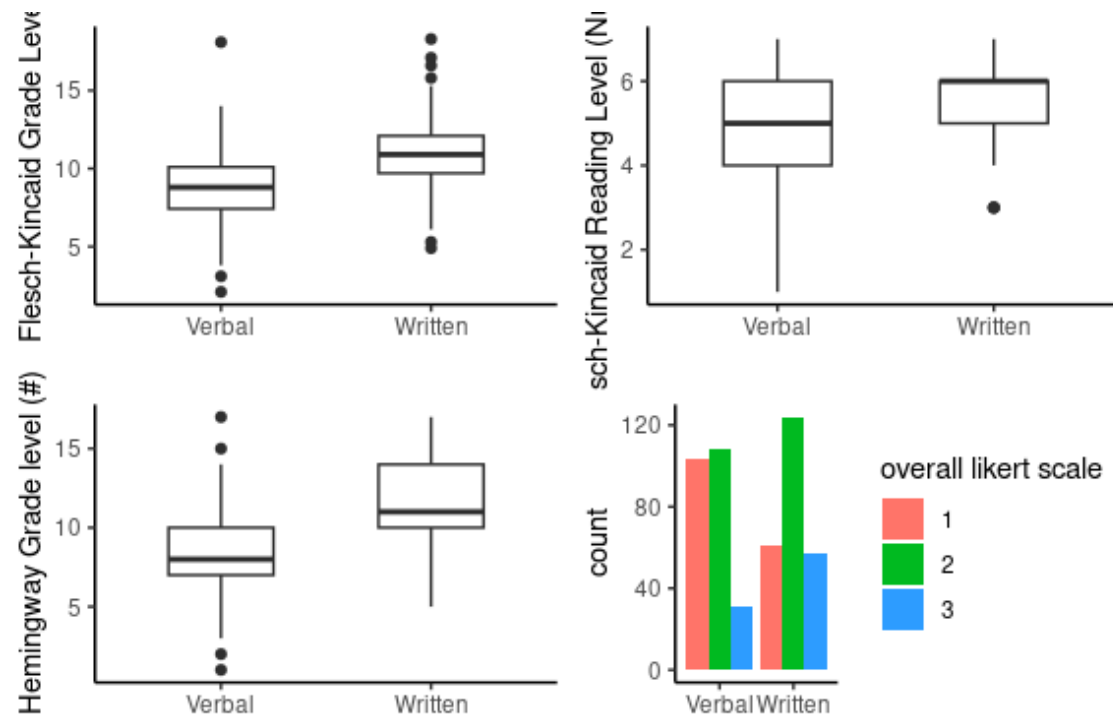 Flesch-Kincaid Grade Leve
15
10
5
Verbal
Written
sch-Kincaid Reading Level (Nu
6
4
2
Verbal
Written
Hemingway Grade level (#)
15
10
5
Verbal
Written
count
120
80
40
0
Verbal
Written
overall likert scale
1
2
3